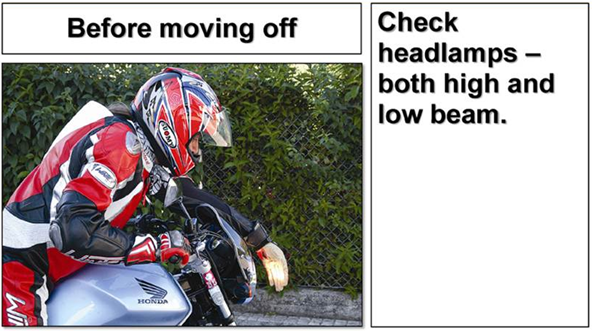 Before moving off
Check
headlamps –
both high and
low beam.
HONDA